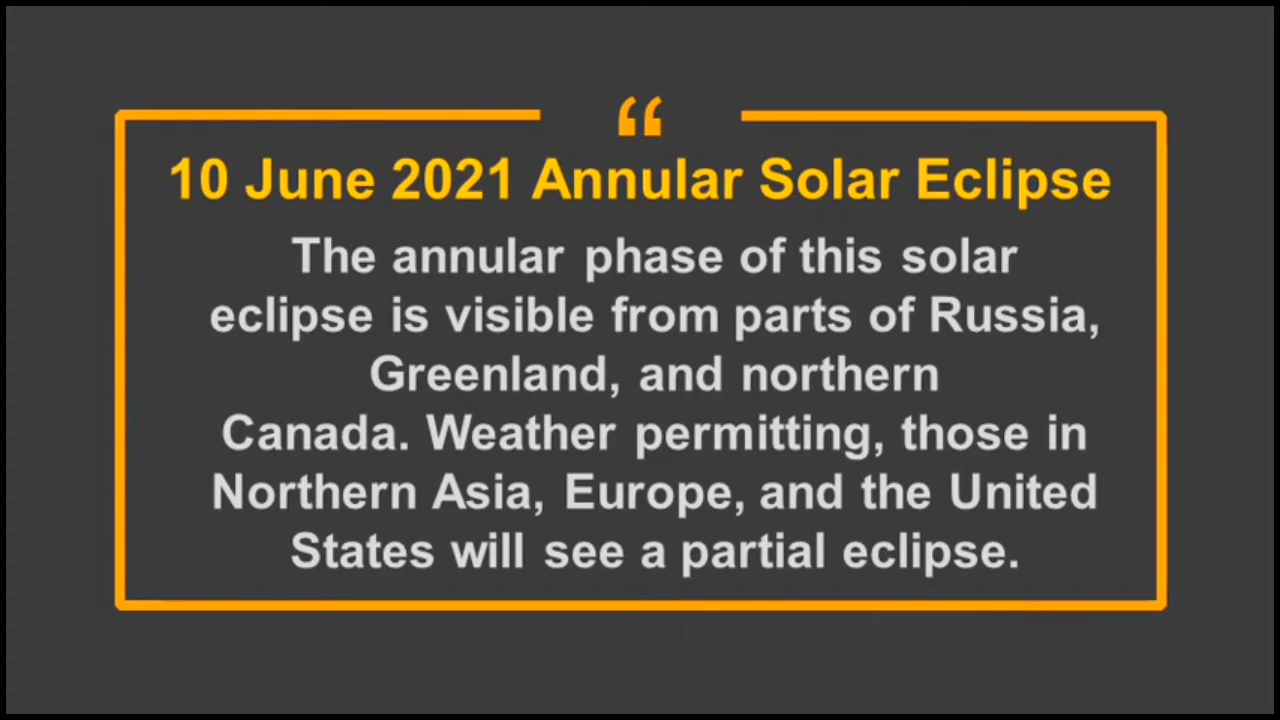 “
10 June 2021 Annular Solar Eclipse
The annular phase of this solar
eclipse is visible from parts of Russia,
Greenland, and northern
Canada. Weather permitting, those in
Northern Asia, Europe, and the United
States will see a partial eclipse.